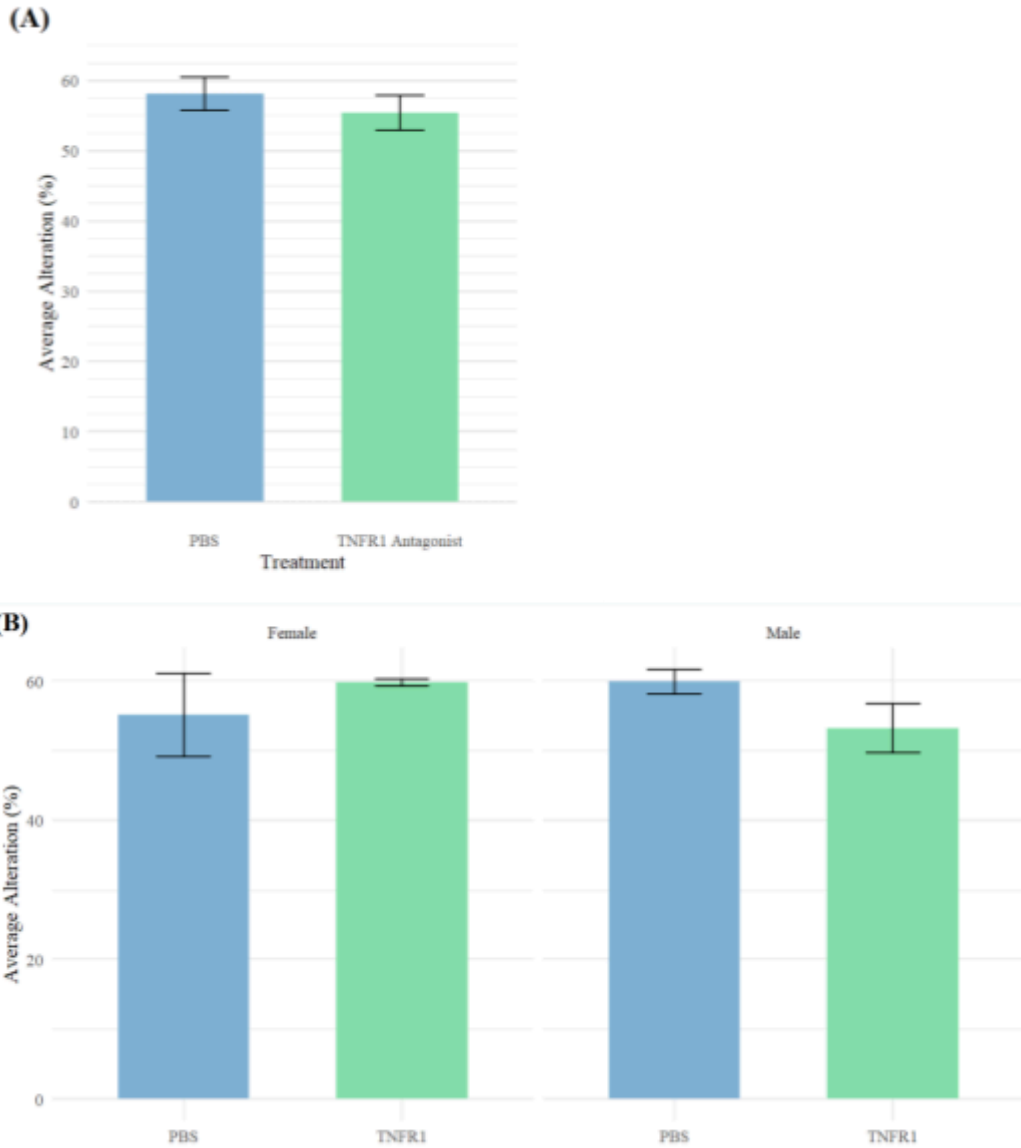 (A)
Average Alteration (%)
60
50
40
30
20
10
0
PBS TNFR1 Antagonist
Treatment
(B)
Female Male
Average Alteration (%)
60
40
20
0
PBS TNFR1 PBS TNFR1